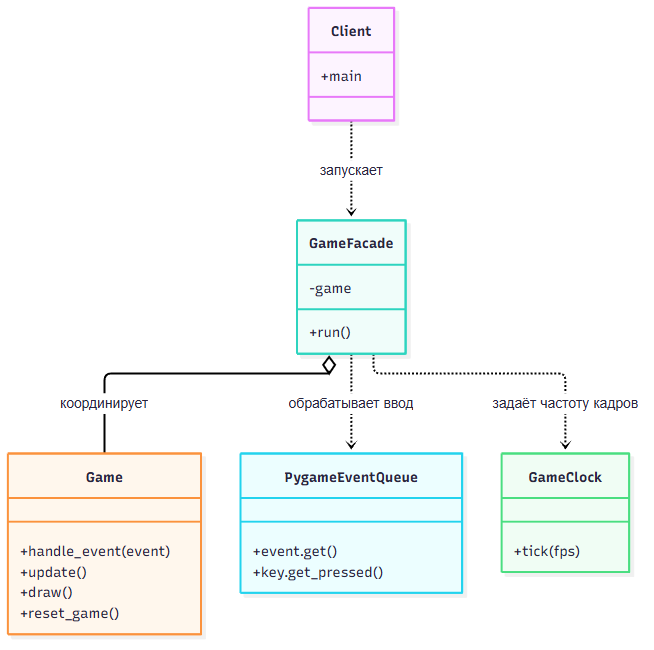 Client
+main
запускает
GameFacade
-game
+run()
координирует
обрабатывает ввод
задаёт частоту кадров
Game
+handle_event(event)
+update()
+draw()
+reset_game()
PygameEventQueue
+event.get()
+key.get_pressed()
GameClock
+tick(fps)